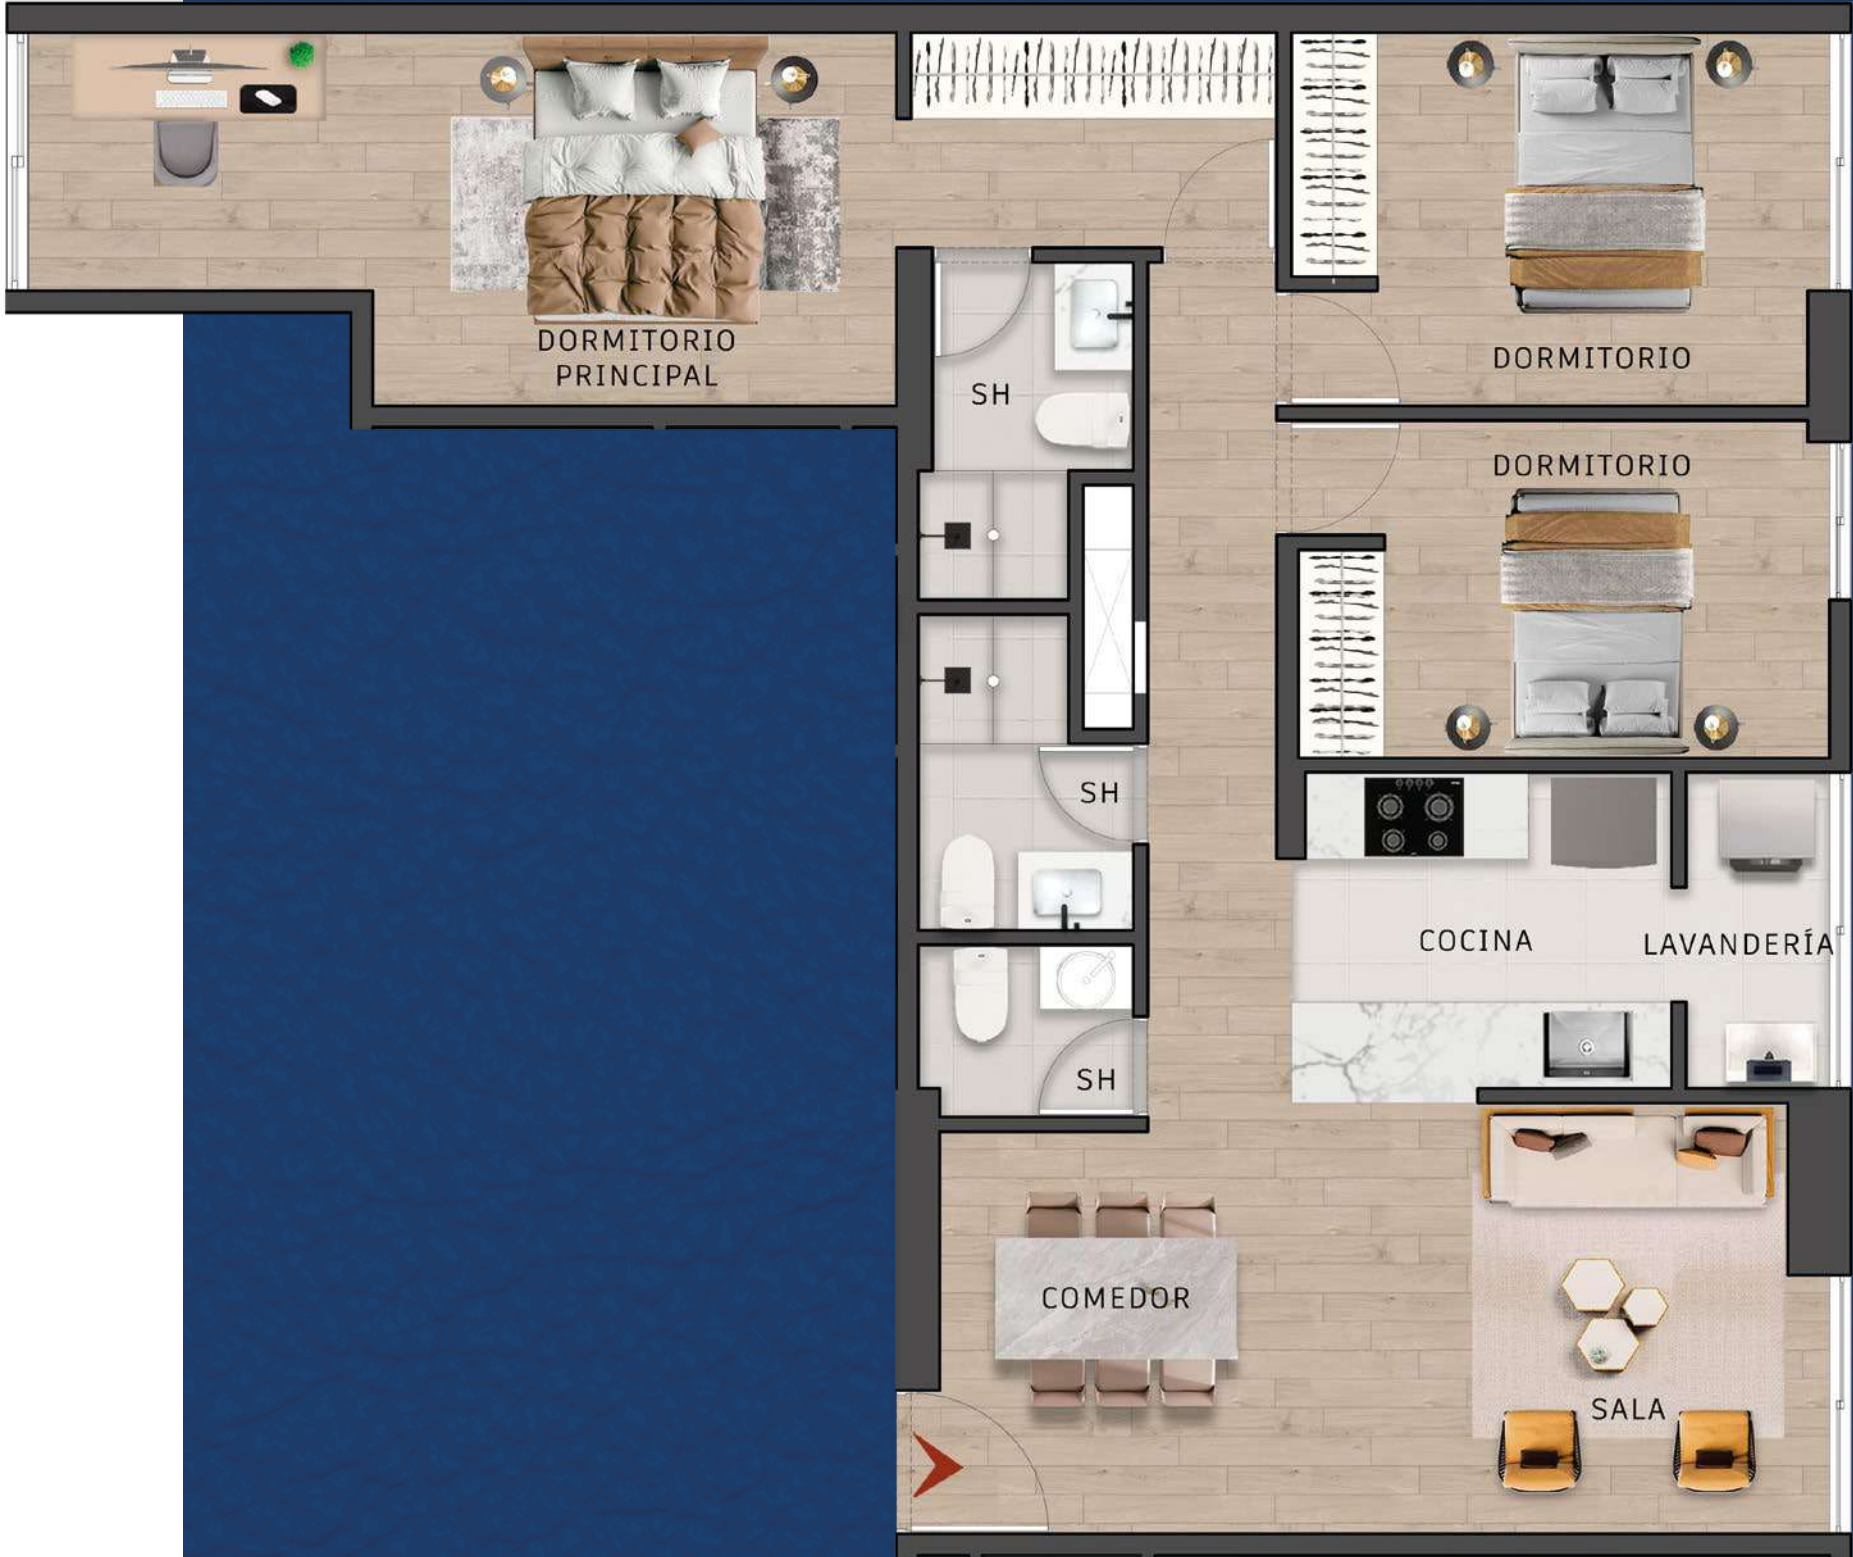 DORMITORIO
PRINCIPAL
SH
DORMITORIO
DORMITORIO
SH
COCINA
LAVANDERÍA
SH
COMEDOR
SALA